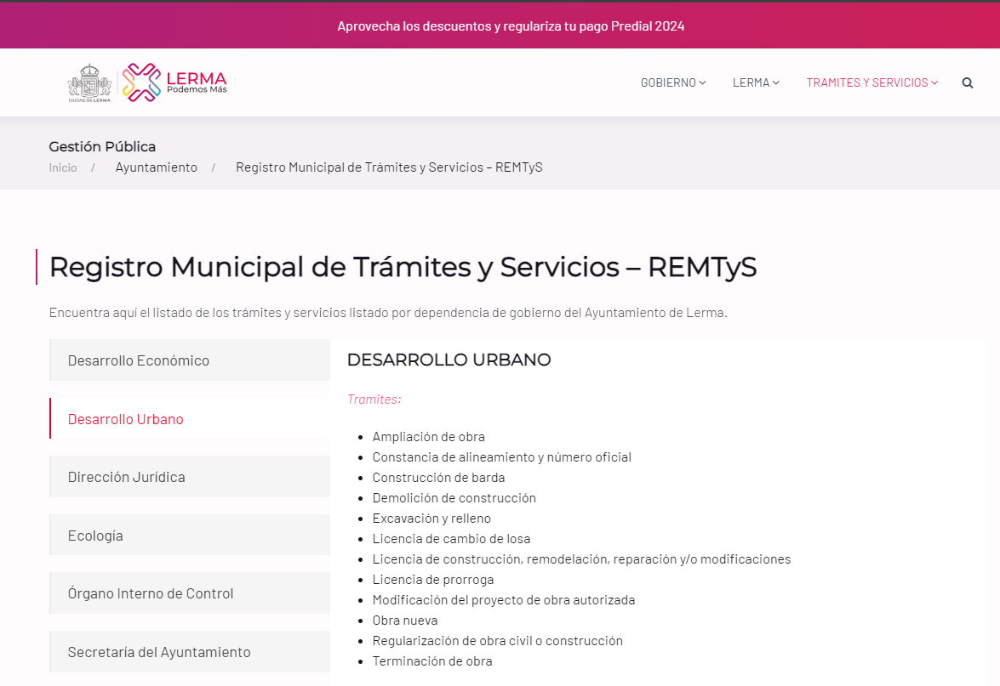 Aprovecha los descuentos y regulariza tu pago Predial 2024
CIUDAD DE LERMA
LERMA
Podemos Más
GOBIERNO
LERMA
TRAMITES Y SERVICIOS
Gestión Pública
Inicio / Ayuntamiento / Registro Municipal de Trámites y Servicios – REMTyS
Registro Municipal de Trámites y Servicios – REMTyS
Encuentra aquí el listado de los trámites y servicios listado por dependencia de gobierno del Ayuntamiento de Lerma.
Desarrollo Económico
Desarrollo Urbano
Dirección Jurídica
Ecología
Órgano Interno de Control
Secretaría del Ayuntamiento
DESARROLLO URBANO
Tramites:
Ampliación de obra
Constancia de alineamiento y número oficial
Construcción de barda
Demolición de construcción
Excavación y relleno
Licencia de cambio de losa
Licencia de construcción, remodelación, reparación y/o modificaciones
Licencia de prorroga
Modificación del proyecto de obra autorizada
Obra nueva
Regularización de obra civil o construcción
Terminación de obra